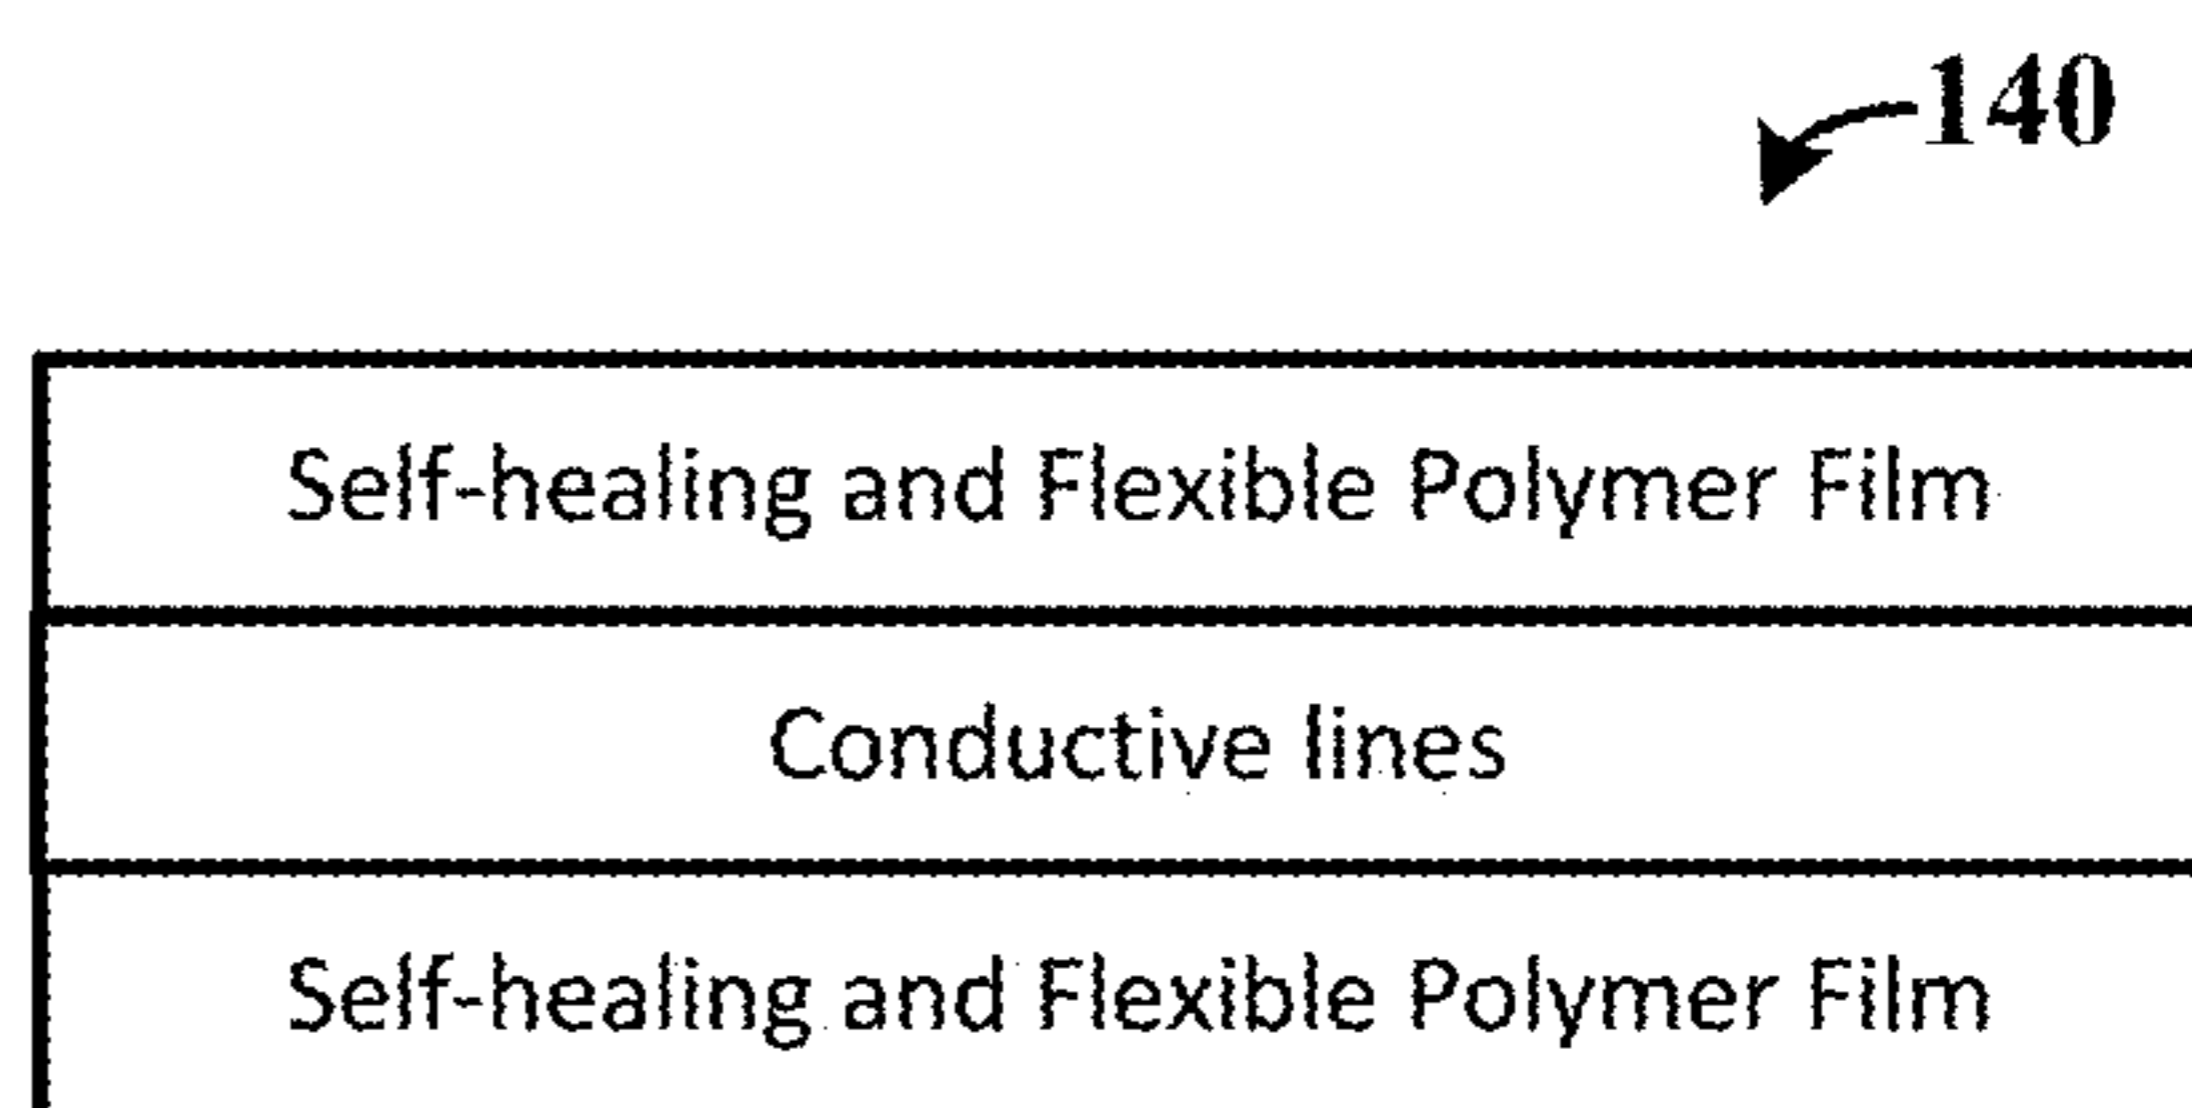 140
Self-healing and Flexible Polymer Film
Conductive lines
Self-healing and Flexible Polymer Film